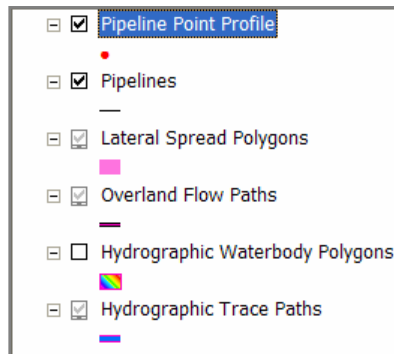 Pipeline Point Profile
Pipelines
Lateral Spread Polygons
Overland Flow Paths
Hydrographic Waterbody Polygons
Hydrographic Trace Paths